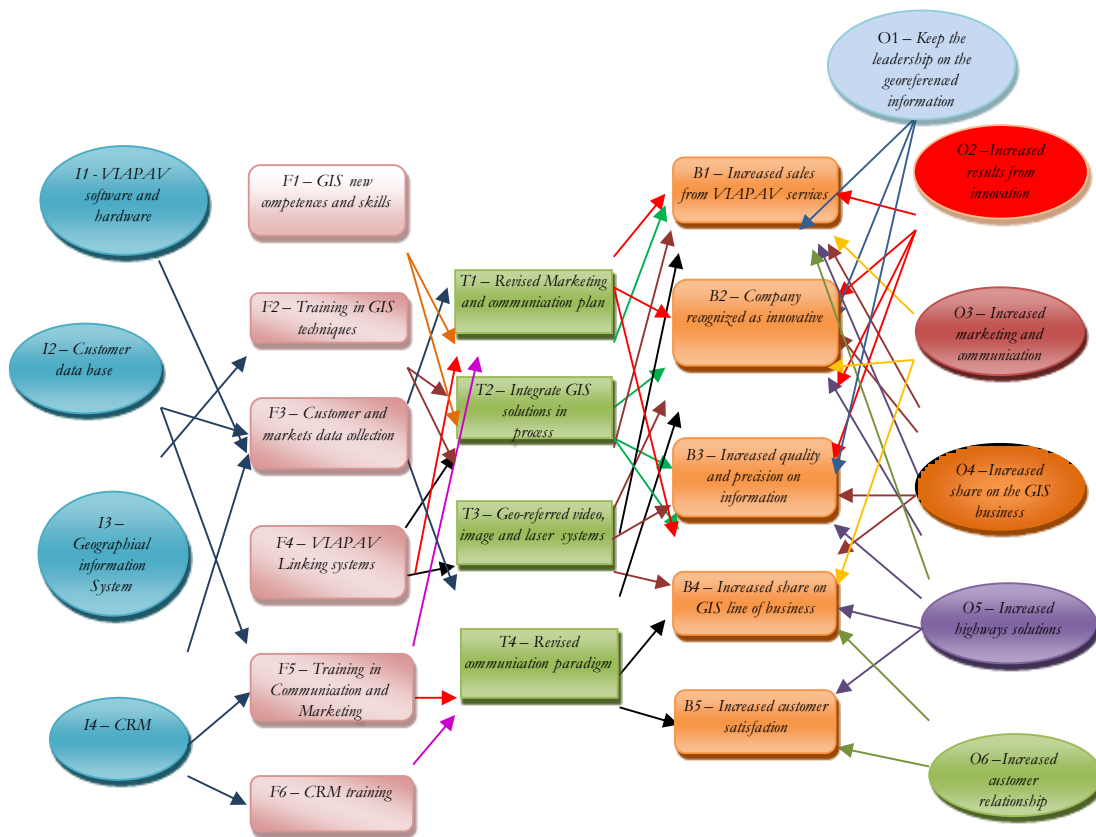 I1 - VIAPAV
software and
hardware
I2 – Customer
data base
I3 –
Geographical
information
System
I4 – CRM
F1 – GIS new
competences and skills
F2 – Training in GIS
techniques
F3 – Customer and
markets data collection
F4 – VIAPAV
Linking systems
F5 – Training in
Communication and
Marketing
F6 – CRM training
T1 – Revised Marketing
and communication plan
T2 – Integrate GIS
solutions in
process
T3 – Geo-referred video,
image and laser systems
T4 – Revised
communication paradigm
B1 – Increased sales
from VIAPAV services
B2 – Company
recognized as innovative
B3 – Increased quality
and precision on
information
B4 – Increased share on
GIS line of business
B5 – Increased customer
satisfaction
O1 – Keep the
leadership on the
georeferenced
information
O2 –Increased
results from
innovation
O3 – Increased
marketing and
communication
O4 –Increased
share on the GIS
business
O5 – Increased
highways solutions
O6 –Increased
customer
relationship